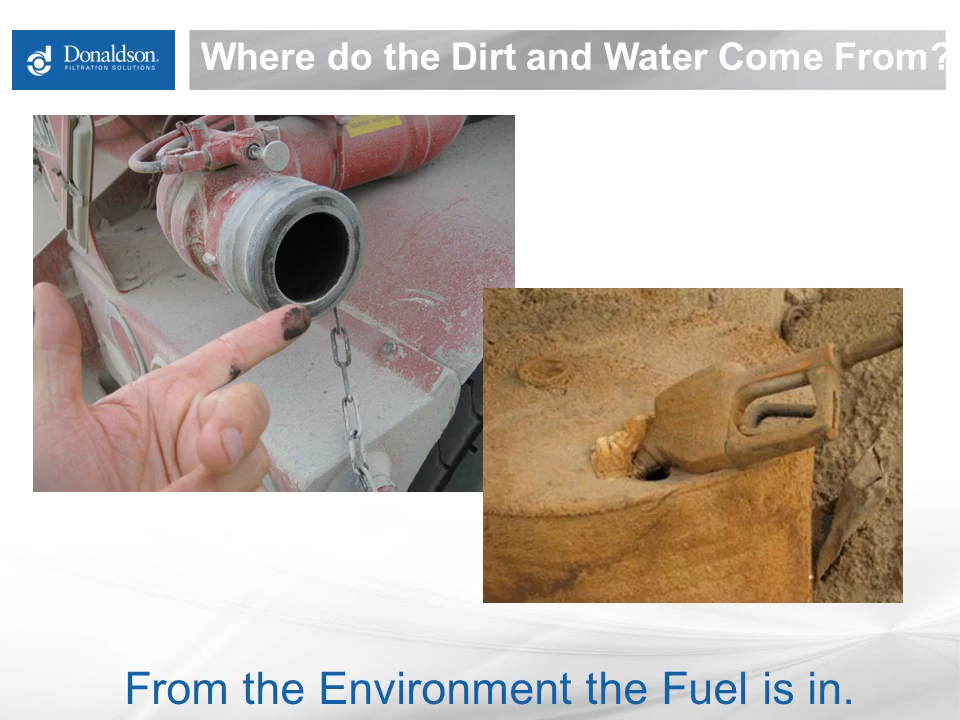 Donaldson.
FILTRATION SOLUTIONS
Where do the Dirt and Water Come From?
From the Environment the Fuel is in.